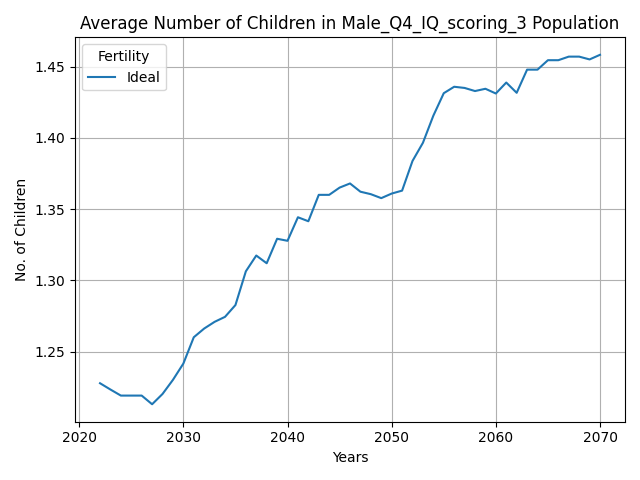 Average Number of Children in Male_Q4_IQ_scoring_3 Population
Fertility
Ideal
No. of Children
1.45
1.40
1.35
1.30
1.25
2020 2030 2040 2050 2060 2070
Years